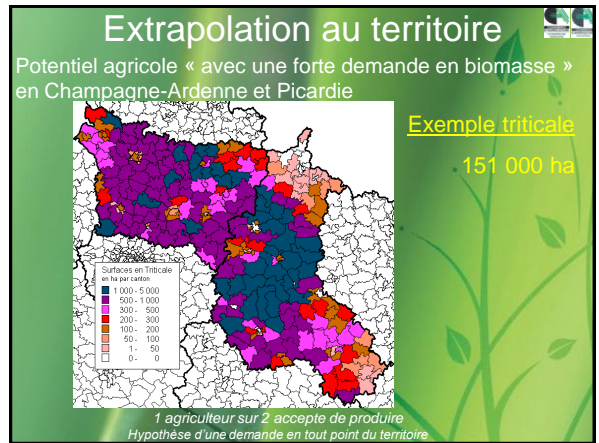 Extrapolation au territoire
Potentiel agricole « avec une forte demande en biomasse »
en Champagne-Ardenne et Picardie
Exemple triticale
151 000 ha
Surfaces en Triticale
en ha par canton
1 000 - 5 000
500 - 1 000
300 - 500
200 - 300
100 - 200
50 - 100
1 - 50
0 - 0
1 agriculteur sur 2 accepte de produire
Hypothèse d'une demande en tout point du territoire